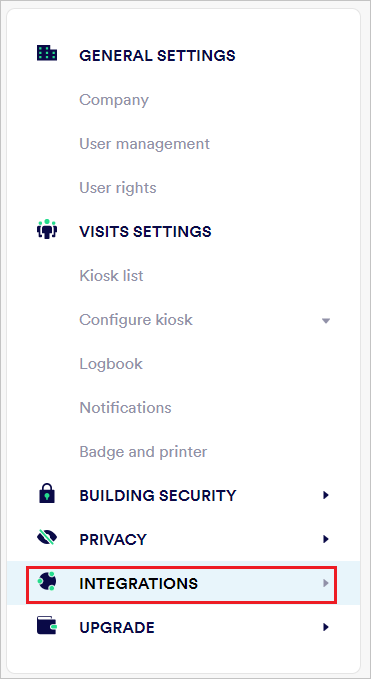 GENERAL SETTINGS
Company
User management
User rights
VISITS SETTINGS
Kiosk list
Configure kiosk
Logbook
Notifications
Badge and printer
BUILDING SECURITY
PRIVACY
INTEGRATIONS
UPGRADE